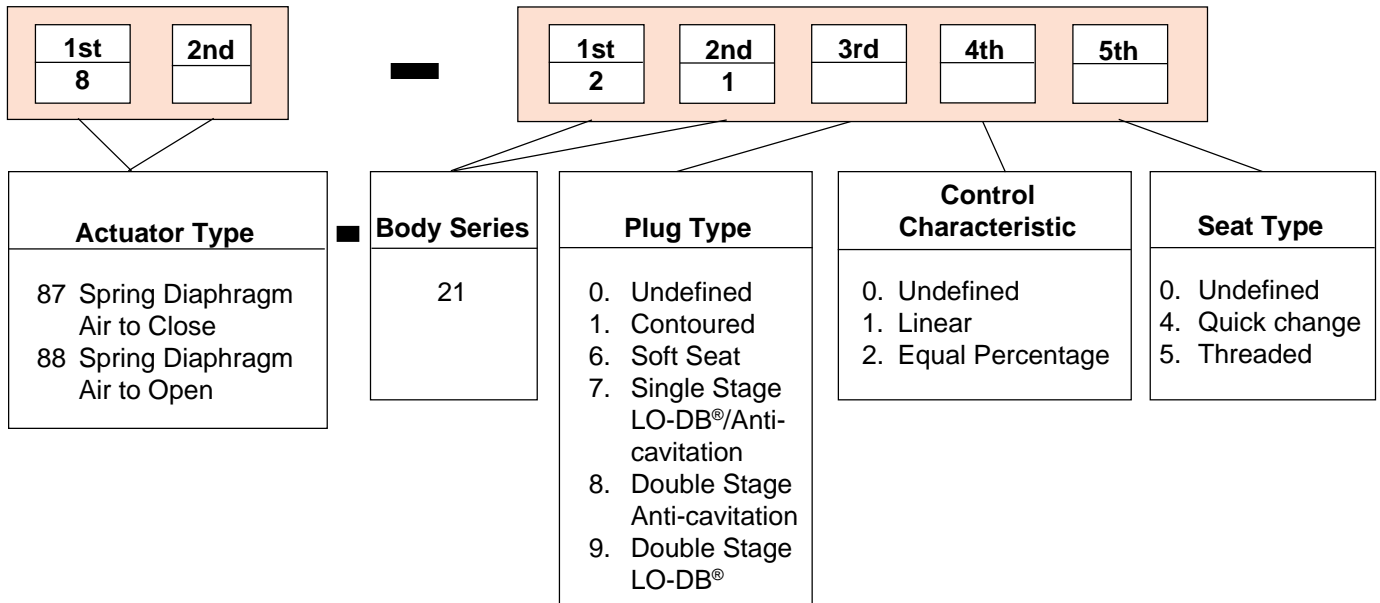 1st 2nd 1st 2nd 3rd 4th 5th
8 2 1
Actuator Type
87 Spring Diaphragm
Air to Close
88 Spring Diaphragm
Air to Open
Body Series
21
Plug Type
0. Undefined
1. Contoured
6. Soft Seat
7. Single Stage
LO-DB®/Anti-
cavitation
8. Double Stage
Anti-cavitation
9. Double Stage
LO-DB®
Control
Characteristic
0. Undefined
1. Linear
2. Equal Percentage
Seat Type
0. Undefined
4. Quick change
5. Threaded